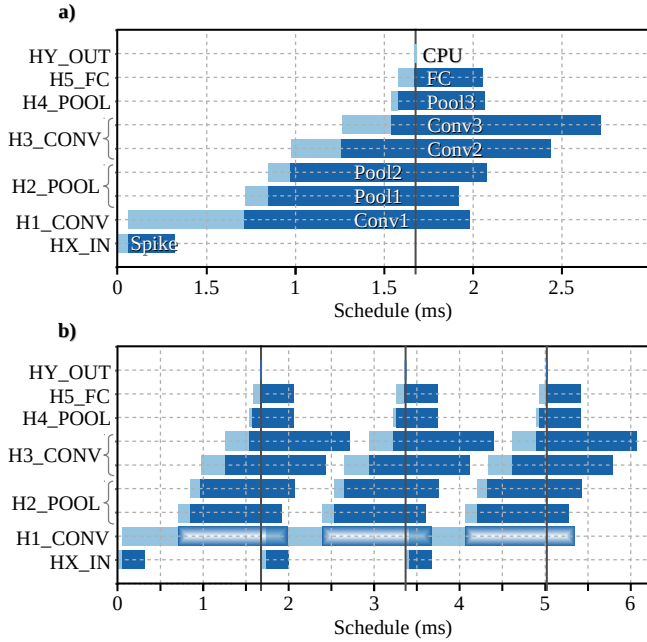 a)
HY_OUT
CPU
H5_FC
FC
H4_POOL
Pool3
H3_CONV
Conv3
Conv2
H2_POOL
Pool2
Pool1
H1_CONV
Conv1
HX_IN
Spike
0 1.5 1 1.5 2 2.5
Schedule (ms)
b)
HY_OUT
H5_FC
H4_POOL
H3_CONV
H2_POOL
H1_CONV
HX_IN
0 1 2 3 4 5 6
Schedule (ms)